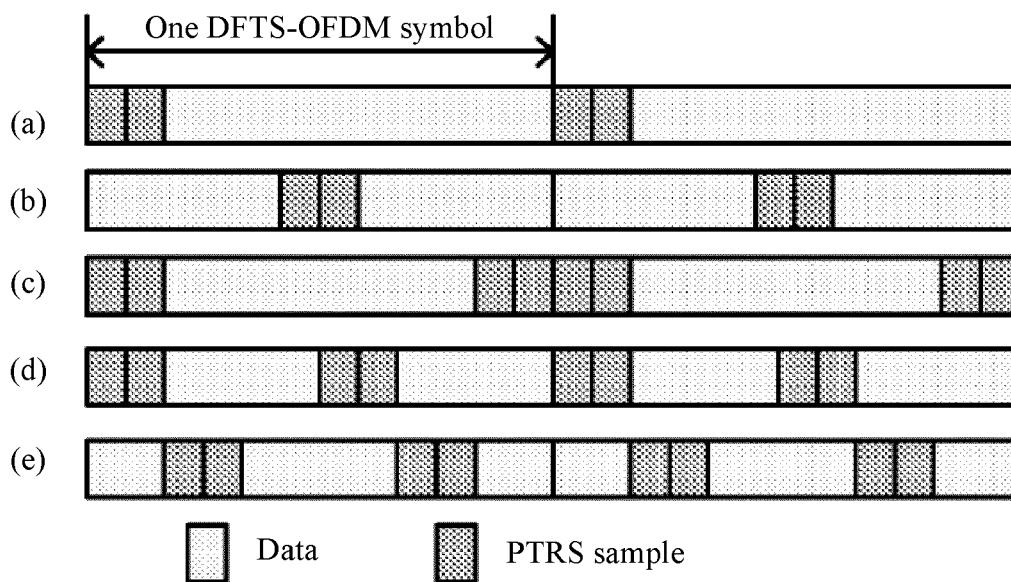 One DFTS-OFDM symbol
(a)
(b)
(c)
(d)
(e)
Data
PTRS sample